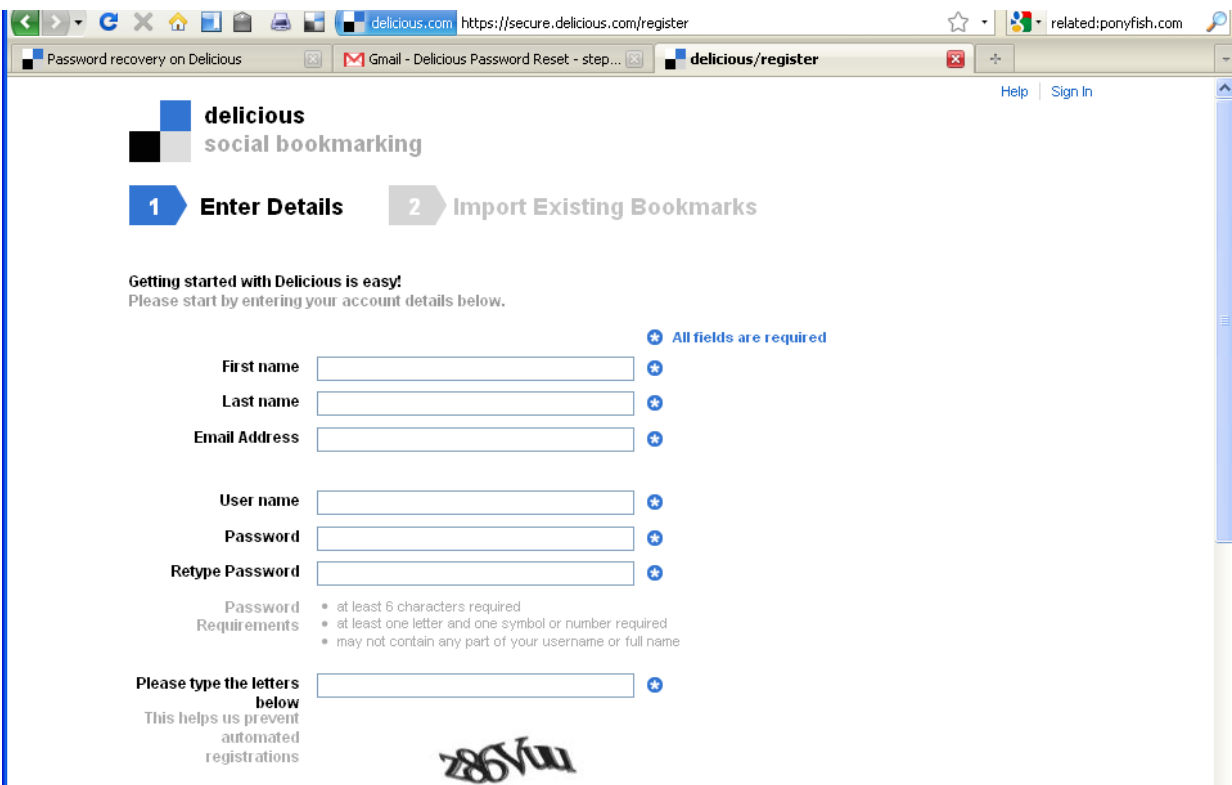 delicious.com https://secure.delicious.com/register
related:ponyfish.com
Password recovery on Delicious
Gmail - Delicious Password Reset - step...
delicious/register
Help Sign In
delicious
social bookmarking
1 Enter Details 2 Import Existing Bookmarks
Getting started with Delicious is easy!
Please start by entering your account details below.
All fields are required
First name
Last name
Email Address
User name
Password
Retype Password
Password
Requirements
• at least 6 characters required
• at least one letter and one symbol or number required
• may not contain any part of your username or full name
Please type the letters
below
This helps us prevent
automated
registrations
z86Vuu